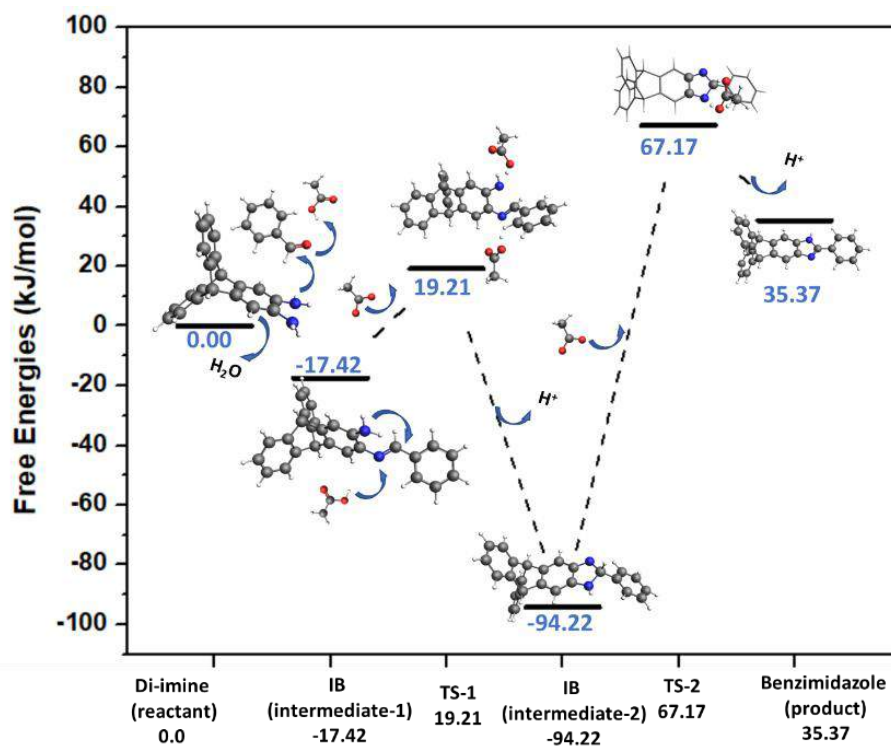 100
80
60
40
20
0
-20
-40
-60
-80
-100
Free Energies (kJ/mol)
67.17
H+
35.37
19.21
0.00
H2O
-17.42
H+
-94.22
Di-imine
(reactant)
0.0
IB
(intermediate-1)
-17.42
TS-1
19.21
IB
(intermediate-2)
-94.22
TS-2
67.17
Benzimidazole
(product)
35.37